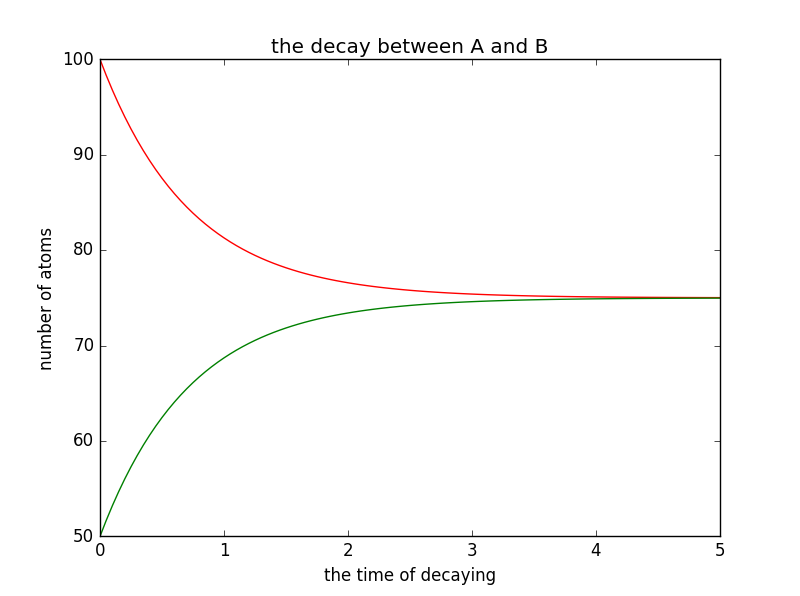 the decay between A and B
100
90
80
70
60
50
number of atoms
0 1 2 3 4 5
the time of decaying